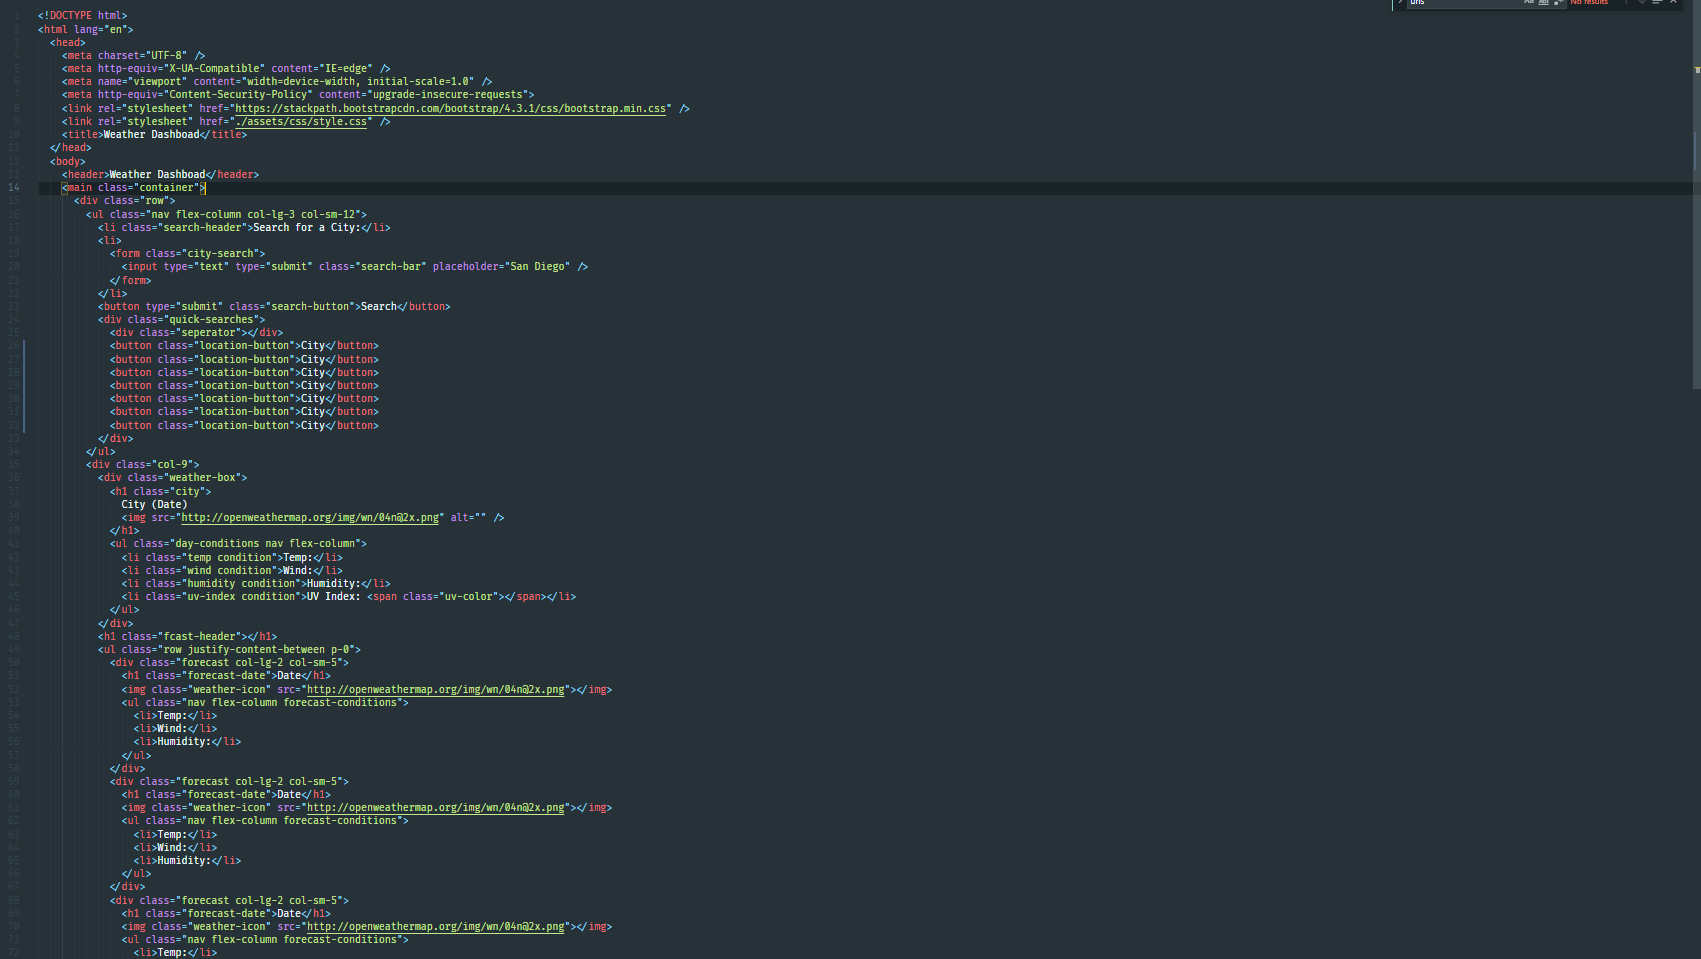 uns
Aa Abl .* No results
1 <!DOCTYPE html>
2 <html lang="en">
3 <head>
4 <meta charset="UTF-8" />
5 <meta http-equiv="X-UA-Compatible" content="IE=edge" />
6 <meta name="viewport" content="width=device-width, initial-scale=1.0" />
7 <meta http-equiv="Content-Security-Policy" content="upgrade-insecure-requests">
8 <link rel="stylesheet" href="https://stackpath.bootstrapcdn.com/bootstrap/4.3.1/css/bootstrap.min.css" />
9 <link rel="stylesheet" href="./assets/css/style.css" />
10 <title>Weather Dashboad</title>
11 </head>
12 <body>
13 <header>Weather Dashboad</header>
14 <main class="container">
15 <div class="row">
16 <ul class="nav flex-column col-lg-3 col-sm-12">
17 <li class="search-header">Search for a City:</li>
18 <li>
19 <form class="city-search">
20 <input type="text" type="submit" class="search-bar" placeholder="San Diego" />
21 </form>
22 </li>
23 <button type="submit" class="search-button">Search</button>
24 <div class="quick-searches">
25 <div class="seperator"></div>
26 <button class="location-button">City</button>
27 <button class="location-button">City</button>
28 <button class="location-button">City</button>
29 <button class="location-button">City</button>
30 <button class="location-button">City</button>
31 <button class="location-button">City</button>
32 <button class="location-button">City</button>
33 </div>
34 </ul>
35 <div class="col-9">
36 <div class="weather-box">
37 <h1 class="city">
38 City (Date)
39 <img src="http://openweathermap.org/img/wn/04n@2x.png" alt="" />
40 </h1>
41 <ul class="day-conditions nav flex-column">
42 <li class="temp condition">Temp:</li>
43 <li class="wind condition">Wind:</li>
44 <li class="humidity condition">Humidity:</li>
45 <li class="uv-index condition">UV Index: <span class="uv-color"></span></li>
46 </ul>
47 </div>
48 <h1 class="fcast-header"></h1>
49 <ul class="row justify-content-between p-0">
50 <div class="forecast col-lg-2 col-sm-5">
51 <h1 class="forecast-date">Date</h1>
52 <img class="weather-icon" src="http://openweathermap.org/img/wn/04n@2x.png"></img>
53 <ul class="nav flex-column forecast-conditions">
54 <li>Temp:</li>
55 <li>Wind:</li>
56 <li>Humidity:</li>
57 </ul>
58 </div>
59 <div class="forecast col-lg-2 col-sm-5">
60 <h1 class="forecast-date">Date</h1>
61 <img class="weather-icon" src="http://openweathermap.org/img/wn/04n@2x.png"></img>
62 <ul class="nav flex-column forecast-conditions">
63 <li>Temp:</li>
64 <li>Wind:</li>
65 <li>Humidity:</li>
66 </ul>
67 </div>
68 <div class="forecast col-lg-2 col-sm-5">
69 <h1 class="forecast-date">Date</h1>
70 <img class="weather-icon" src="http://openweathermap.org/img/wn/04n@2x.png"></img>
71 <ul class="nav flex-column forecast-conditions">
72 <li>Temp:</li>